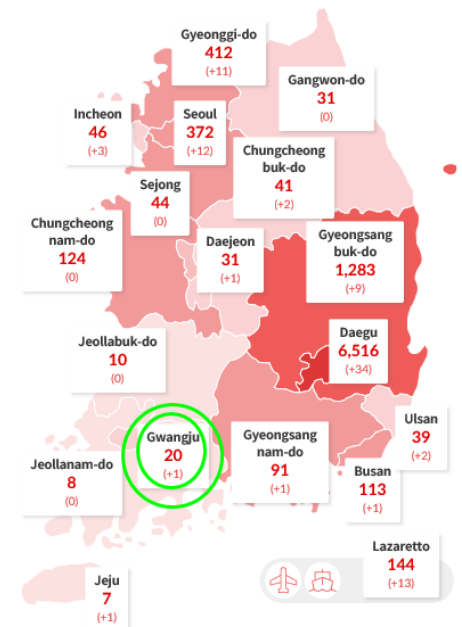 Gyeonggi-do
412
(+11)
Gangwon-do
31
(0)
Incheon
46
(+3)
Seoul
372
(+12)
Chungcheong
buk-do
41
(+2)
Sejong
44
(0)
Chungcheong
nam-do
124
(0)
Daejeon
31
(+1)
Gyeongsang
buk-do
1,283
(+9)
Daegu
6,516
(+34)
Jeollabuk-do
10
(0)
Gwangju
20
(+1)
Gyeongsang
nam-do
91
(+1)
Ulsan
39
(+2)
Jeollanam-do
8
(0)
Busan
113
(+1)
Lazaretto
144
(+13)
Jeju
7
(+1)